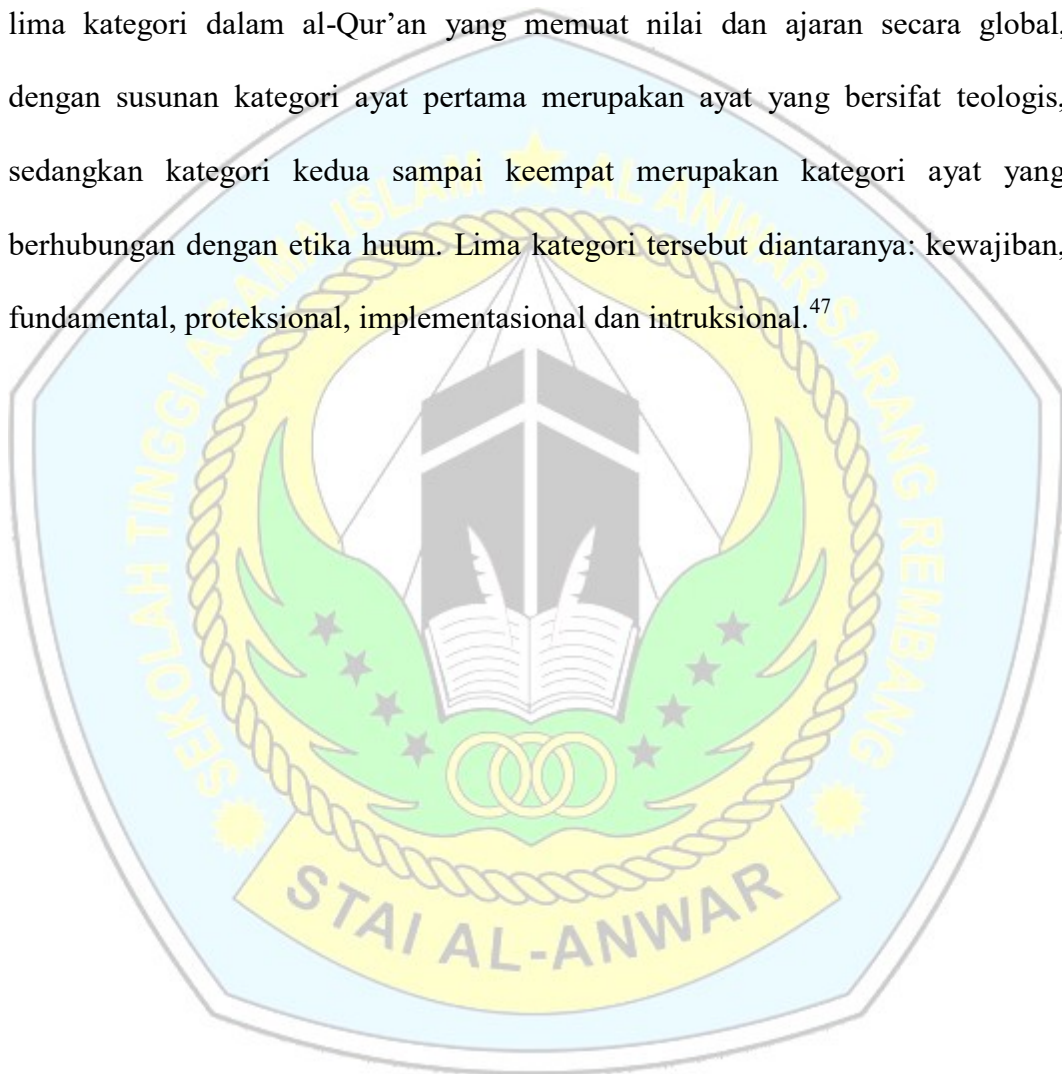 lima kategori dalam al-Qur’an yang memuat nilai dan ajaran secara global,
dengan susunan kategori ayat pertama merupakan ayat yang bersifat teologis,
sedangkan kategori kedua sampai keempat merupakan kategori ayat yang
berhubungan dengan etika huum. Lima kategori tersebut diantaranya: kewajiban,
fundamental, proteksional, implementasional dan intruksional.47
SEKOLAH TINGGI AGAMA ISLAM AL ANWAR SARANG REMBANG
STAI AL-ANWAR